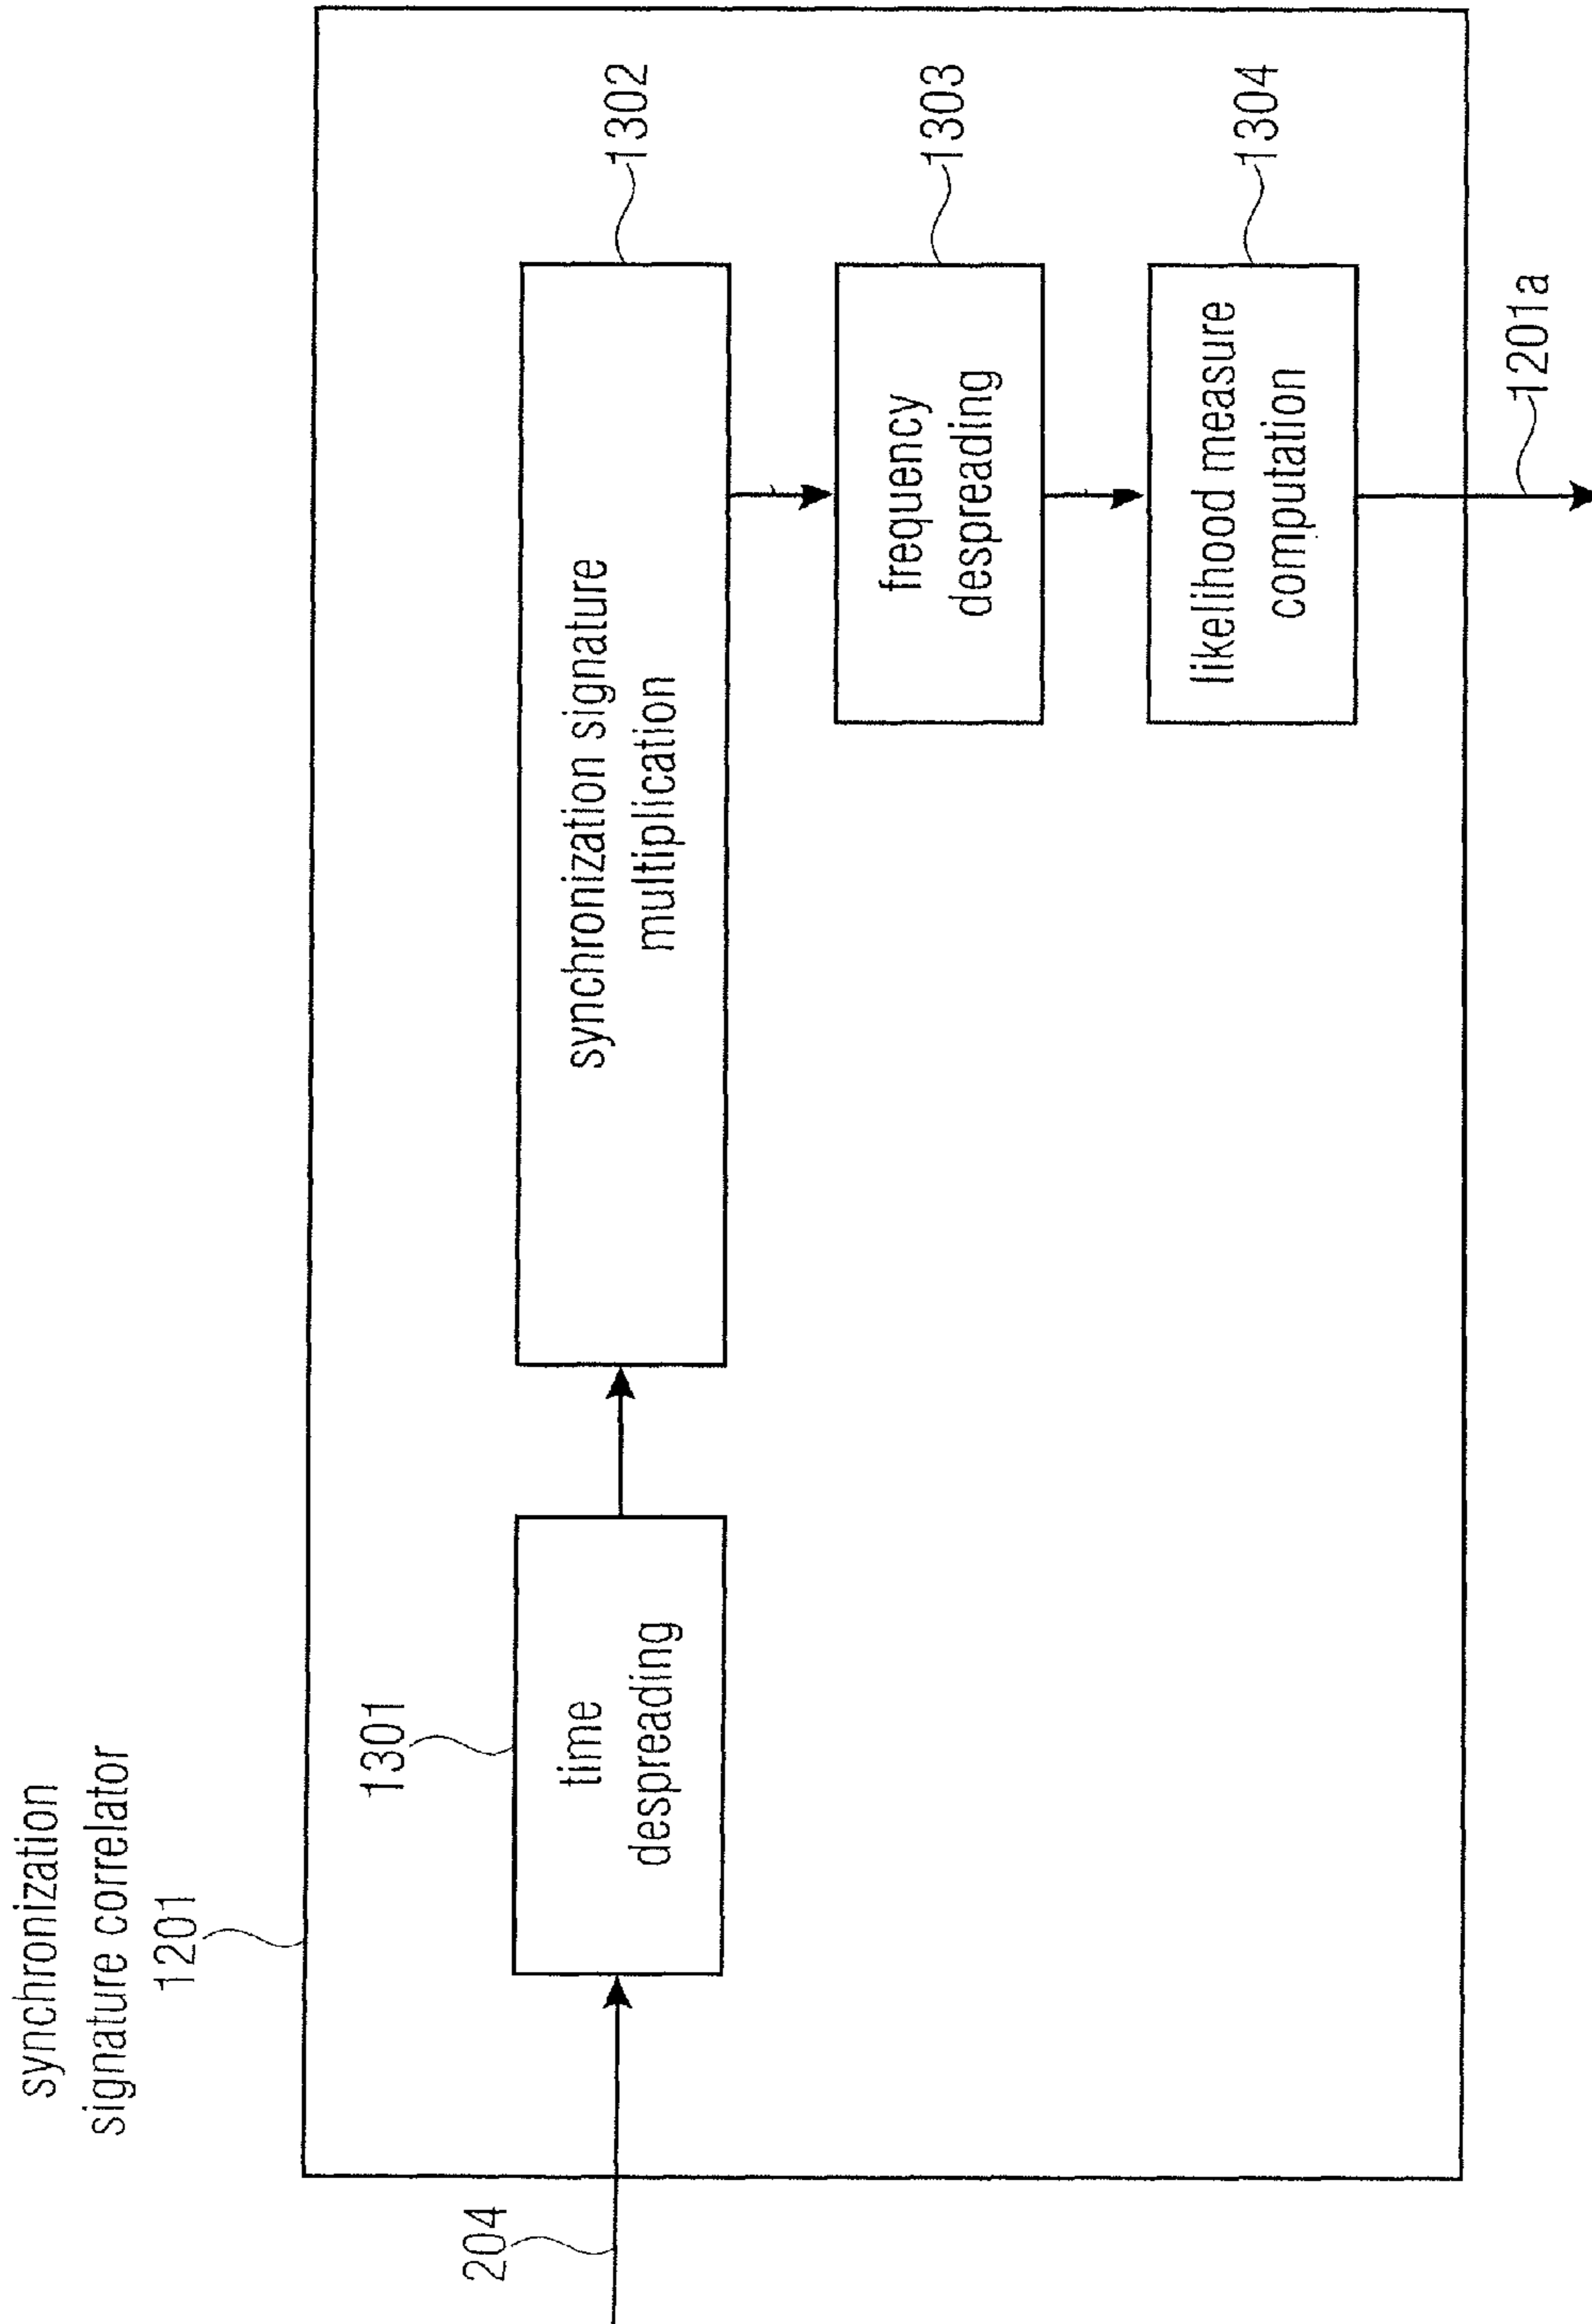 synchronization
signature correlator
1201
204
1301
time
despreading
synchronization signature
multiplication
1302
frequency
despreading
1303
likelihood measure
computation
1304
1201a